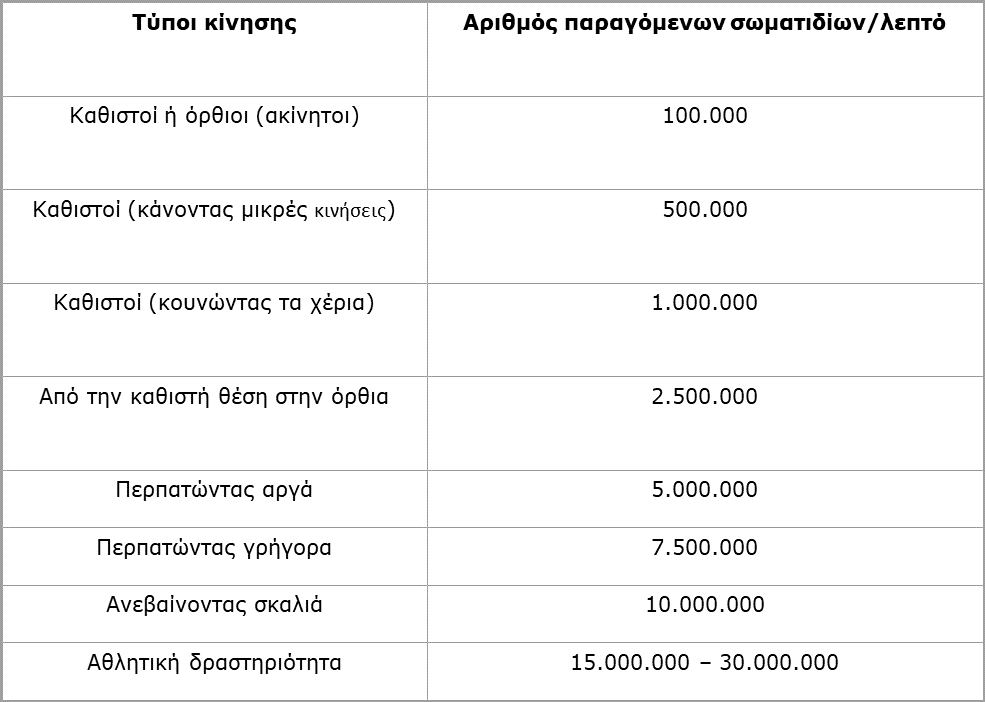 Τύποι κίνησης Αριθμός παραγόμενων σωματιδίων/λεπτό
Καθιστοί ή όρθιοι (ακίνητοι) 100.000
Καθιστοί (κάνοντας μικρές κινήσεις) 500.000
Καθιστοί (κουνώντας τα χέρια) 1.000.000
Από την καθιστή θέση στην όρθια 2.500.000
Περπατώντας αργά 5.000.000
Περπατώντας γρήγορα 7.500.000
Ανεβαίνοντας σκαλιά 10.000.000
Αθλητική δραστηριότητα 15.000.000 – 30.000.000